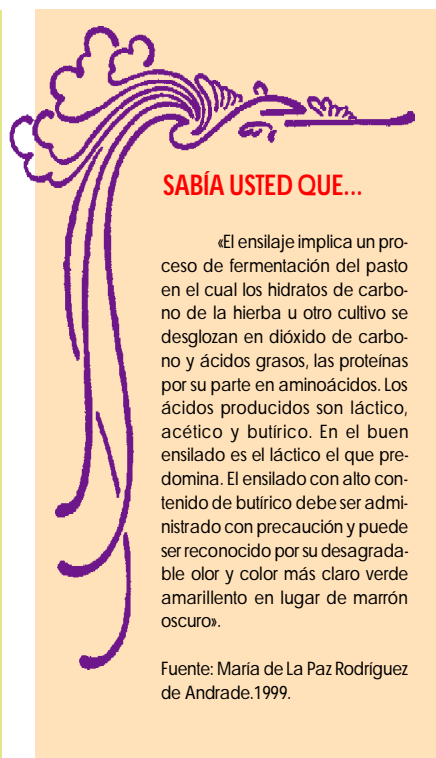 SABÍA USTED QUE...
«El ensilaje implica un pro-
ceso de fermentación del pasto
en el cual los hidratos de carbo-
no de la hierba u otro cultivo se
desglozan en dióxido de carbo-
no y ácidos grasos, las proteínas
por su parte en aminoácidos. Los
ácidos producidos son láctico,
acético y butírico. En el buen
ensilado es el láctico el que pre-
domina. El ensilado con alto con-
tenido de butírico debe ser admi-
nistrado con precaución y puede
ser reconocido por su desagrada-
ble olor y color más claro verde
amarillento en lugar de marrón
oscuro».
Fuente: María de La Paz Rodríguez
de Andrade.1999.